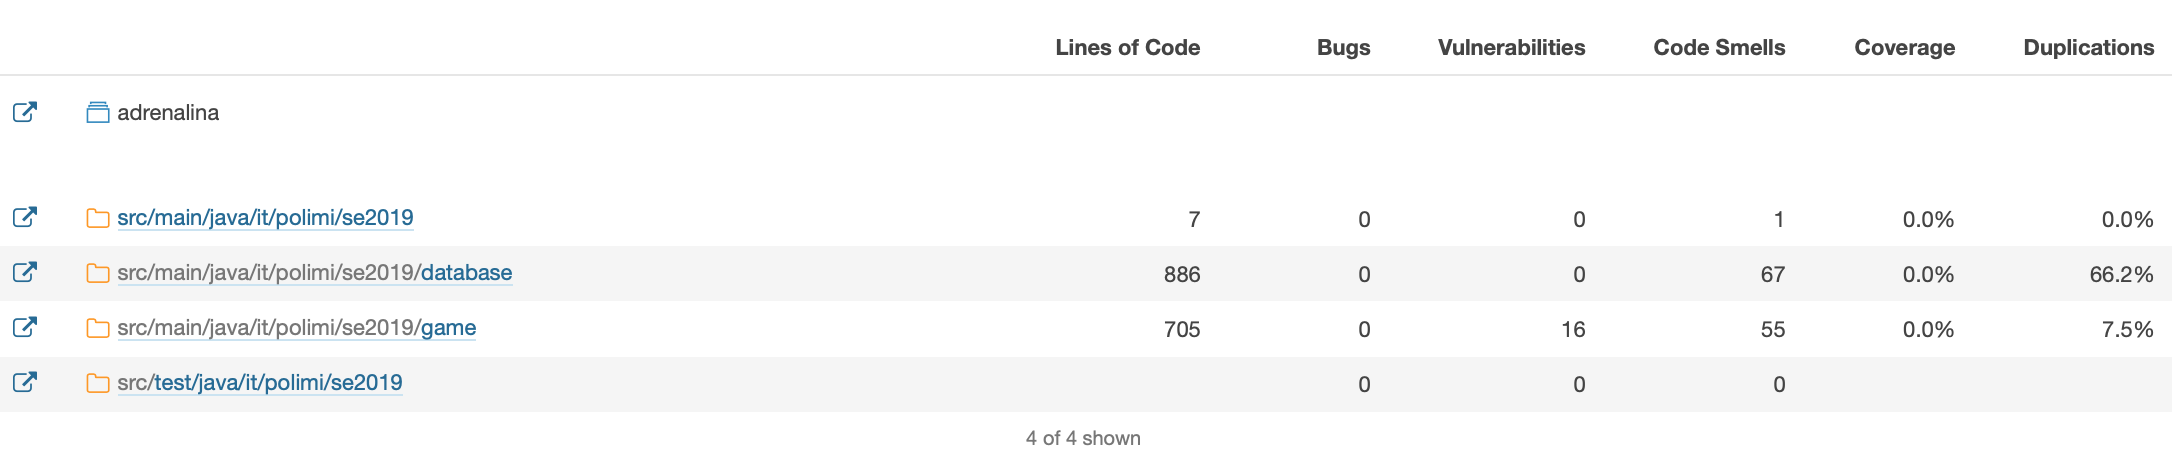 Lines of Code Bugs Vulnerabilities Code Smells Coverage Duplications
adrenalina
src/main/java/it/polimi/se2019 7 0 0 1 0.0% 0.0%
src/main/java/it/polimi/se2019/database 886 0 0 67 0.0% 66.2%
src/main/java/it/polimi/se2019/game 705 0 16 55 0.0% 7.5%
src/test/java/it/polimi/se2019 0 0 0
4 of 4 shown